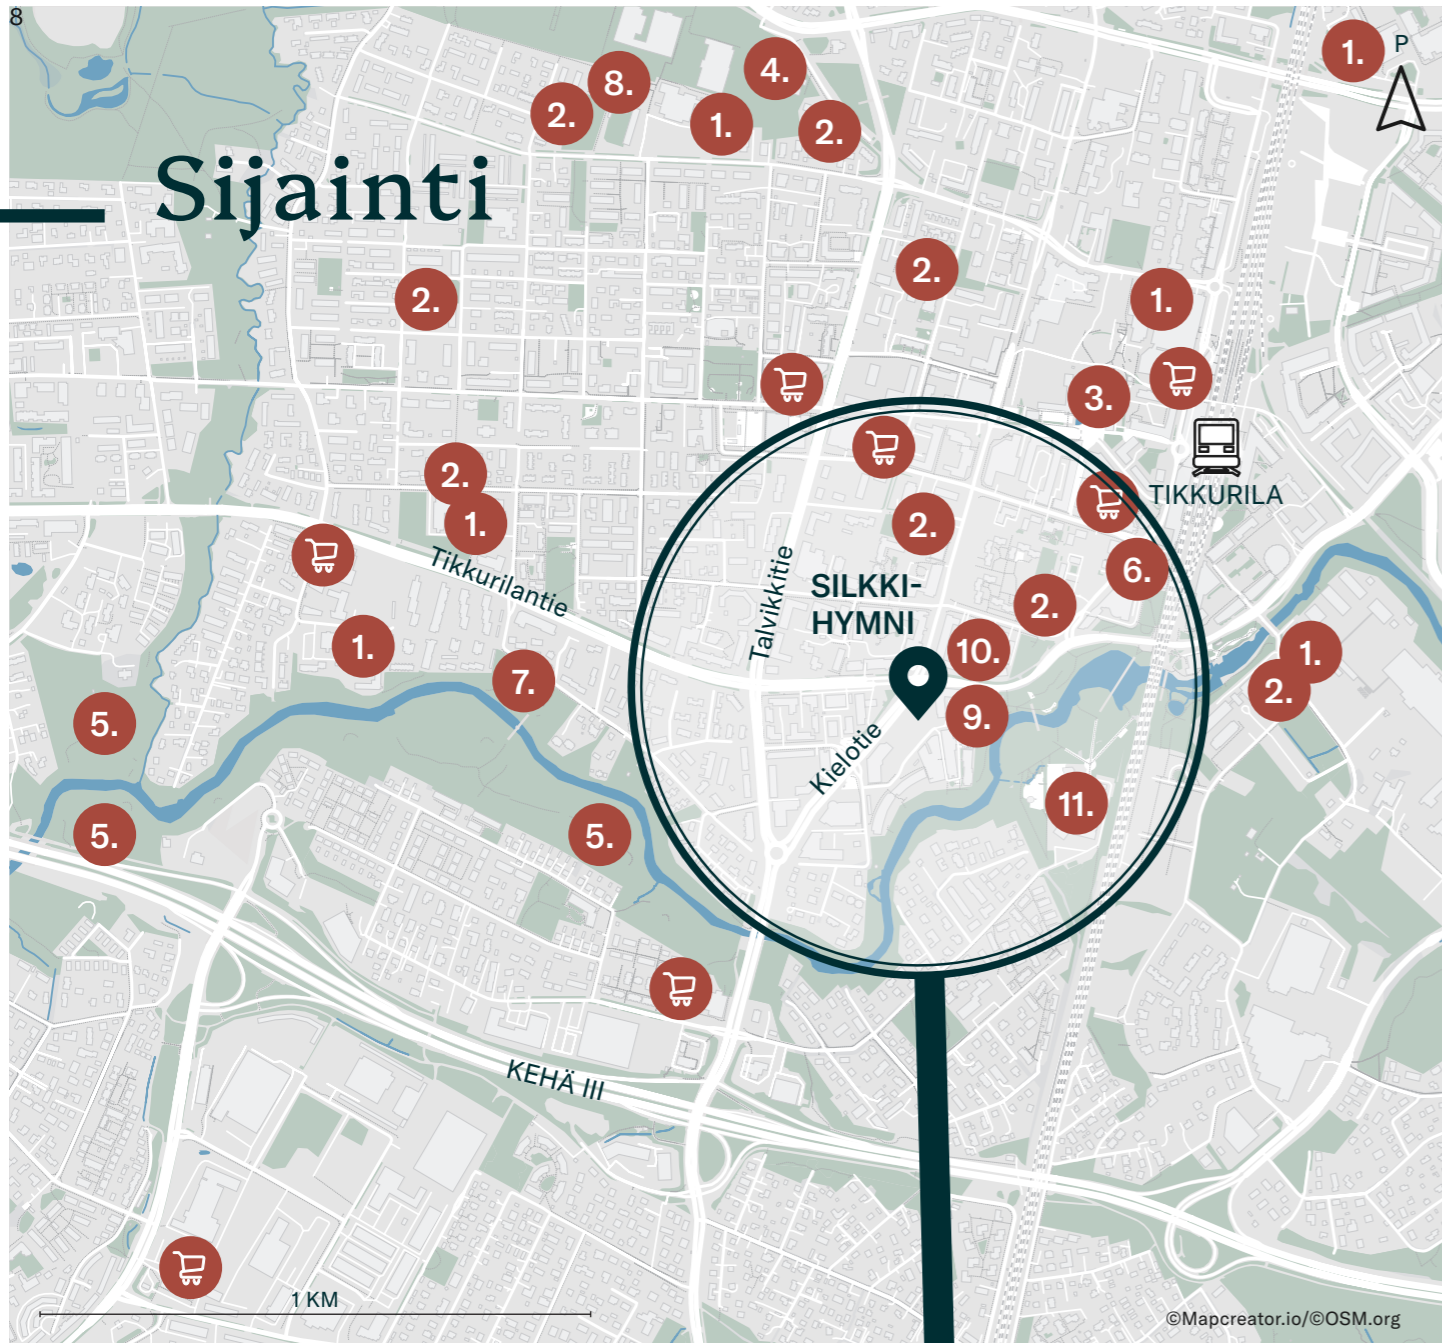 8
1.
P
8.
4.
2.
1.
2.
Sijainti
2.
2.
1.
3.
2.
1.
TIKKURILA
2.
6.
Tikkurilantie
Talvikkitie
SILKKI-
HYMNI
2.
1.
10.
1.
7.
2.
5.
9.
Kielotie
11.
5.
5.
KEHÄ III
1 KM
©Mapcreator.io/©OSM.org